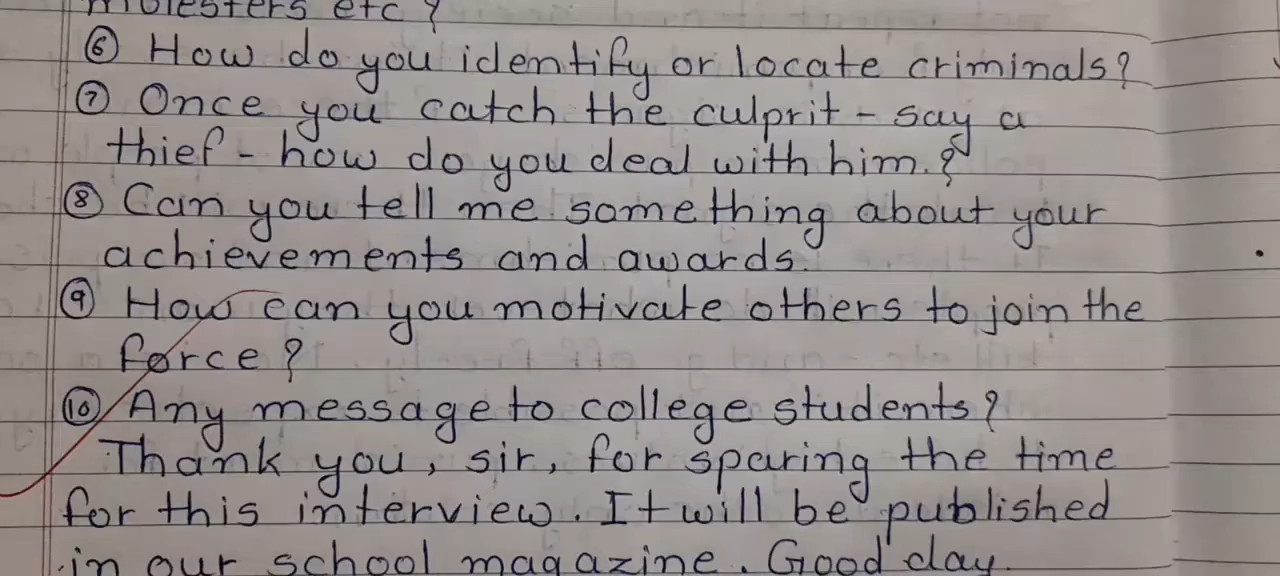 molesters etc?
⑥ How do you identify or locate criminals?
⑦ Once you catch the culprit - say a
thief - how do you deal with him.?
⑧ Can you tell me something about your
achievements and awards.
⑨ How can you motivate others to join the
force?
⑩ Any message to college students?
Thank you, sir, for sparing the time
for this interview. It will be published
in our school magazine. Good day.